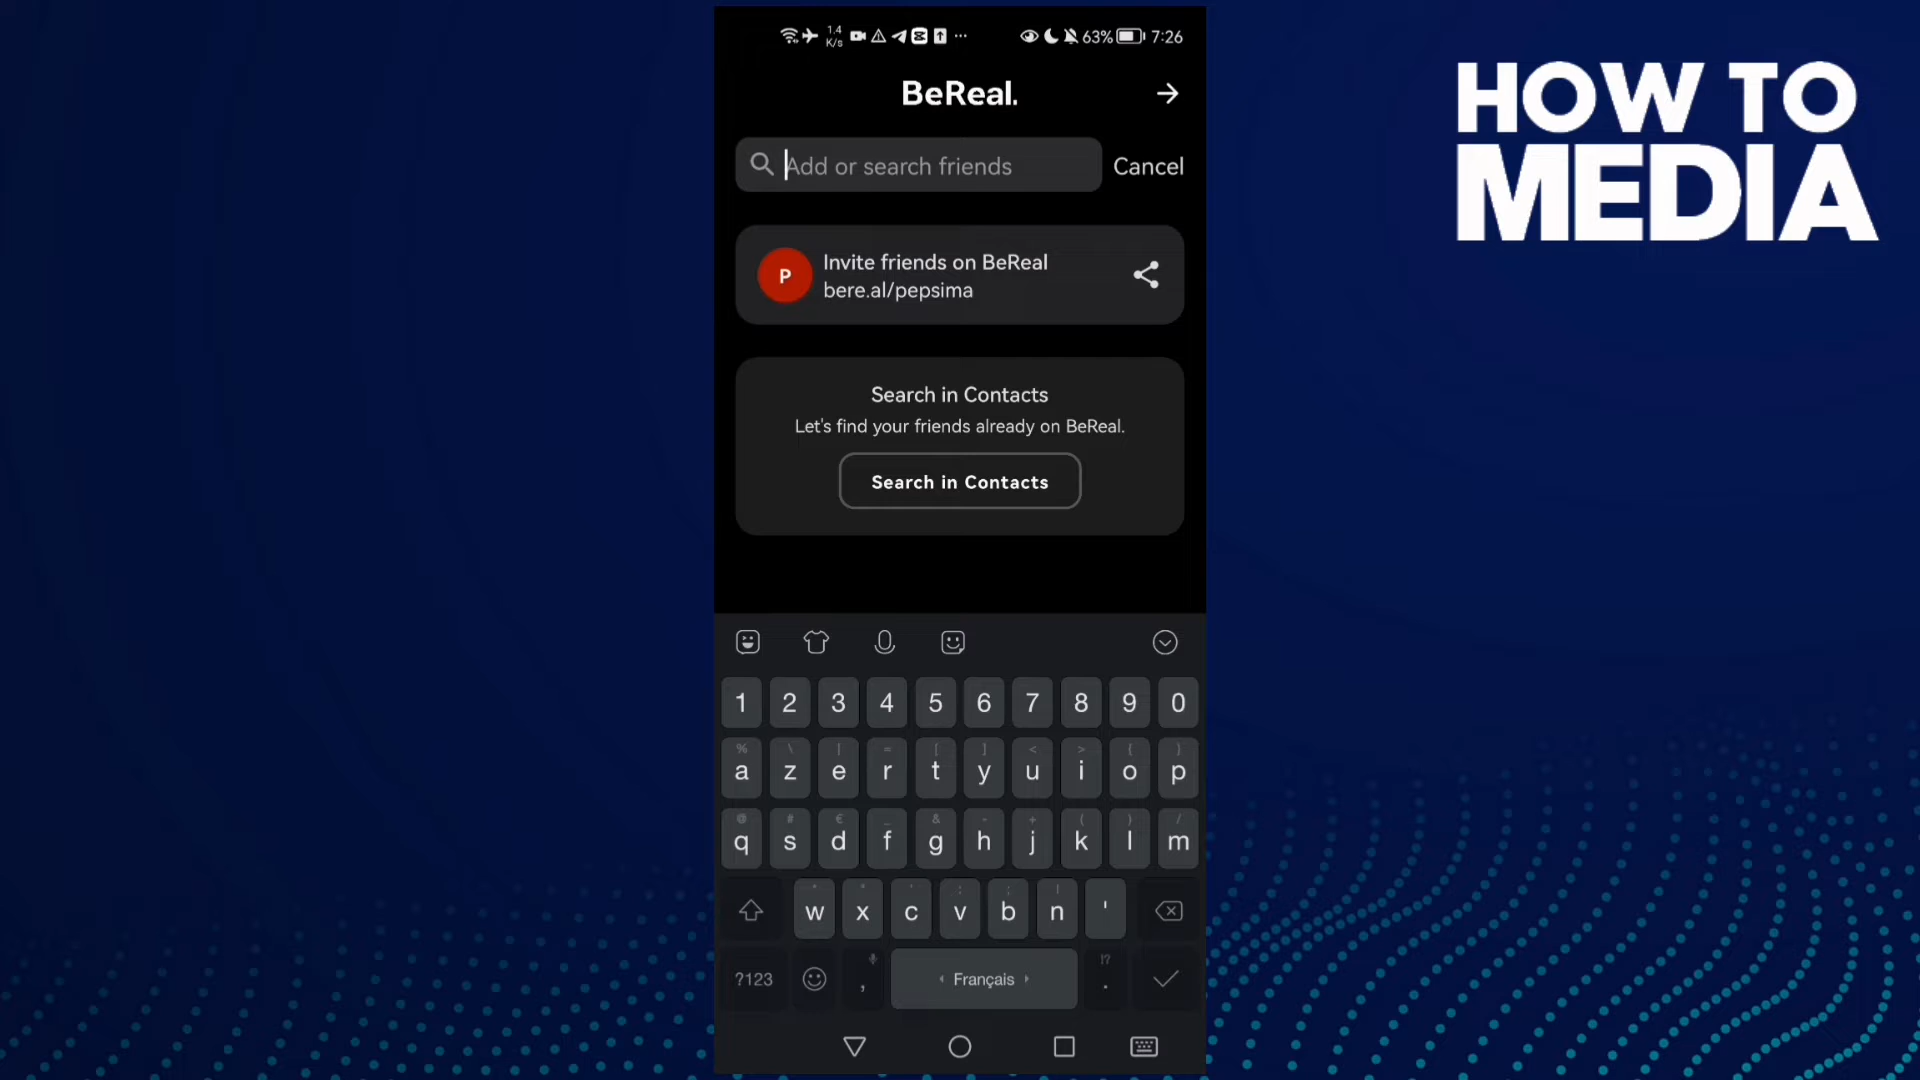 1.4
K/s
63%
7:26
BeReal.
Add or search friends
Cancel
P
Invite friends on BeReal
bere.al/pepsima
Search in Contacts
Let's find your friends already on BeReal.
Search in Contacts
HOW TO
MEDIA
1 2 3 4 5 6 7 8 9 0
% \ | = [ ] < > { }
a z e r t y u i o p
@ # € _ & - + ( ) /
q s d f g h j k l m
w x c v b n '
?123 , Français !? .